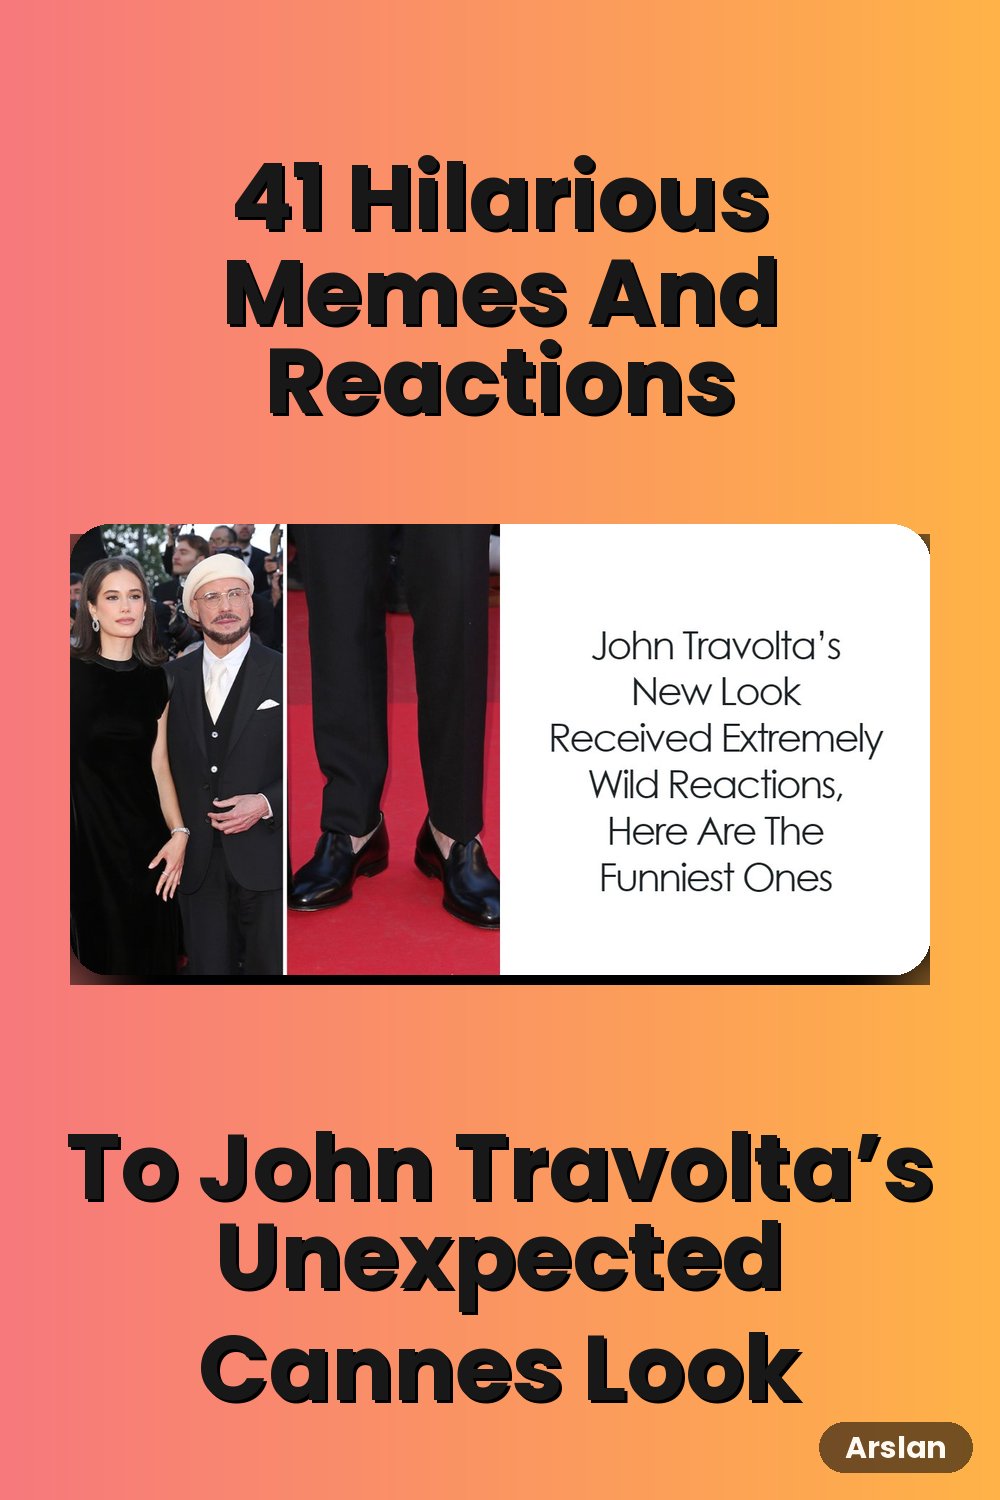 41 Hilarious
Memes And
Reactions
John Travolta’s
New Look
Received Extremely
Wild Reactions,
Here Are The
Funniest Ones
To John Travolta’s
Unexpected
Cannes Look
Arslan